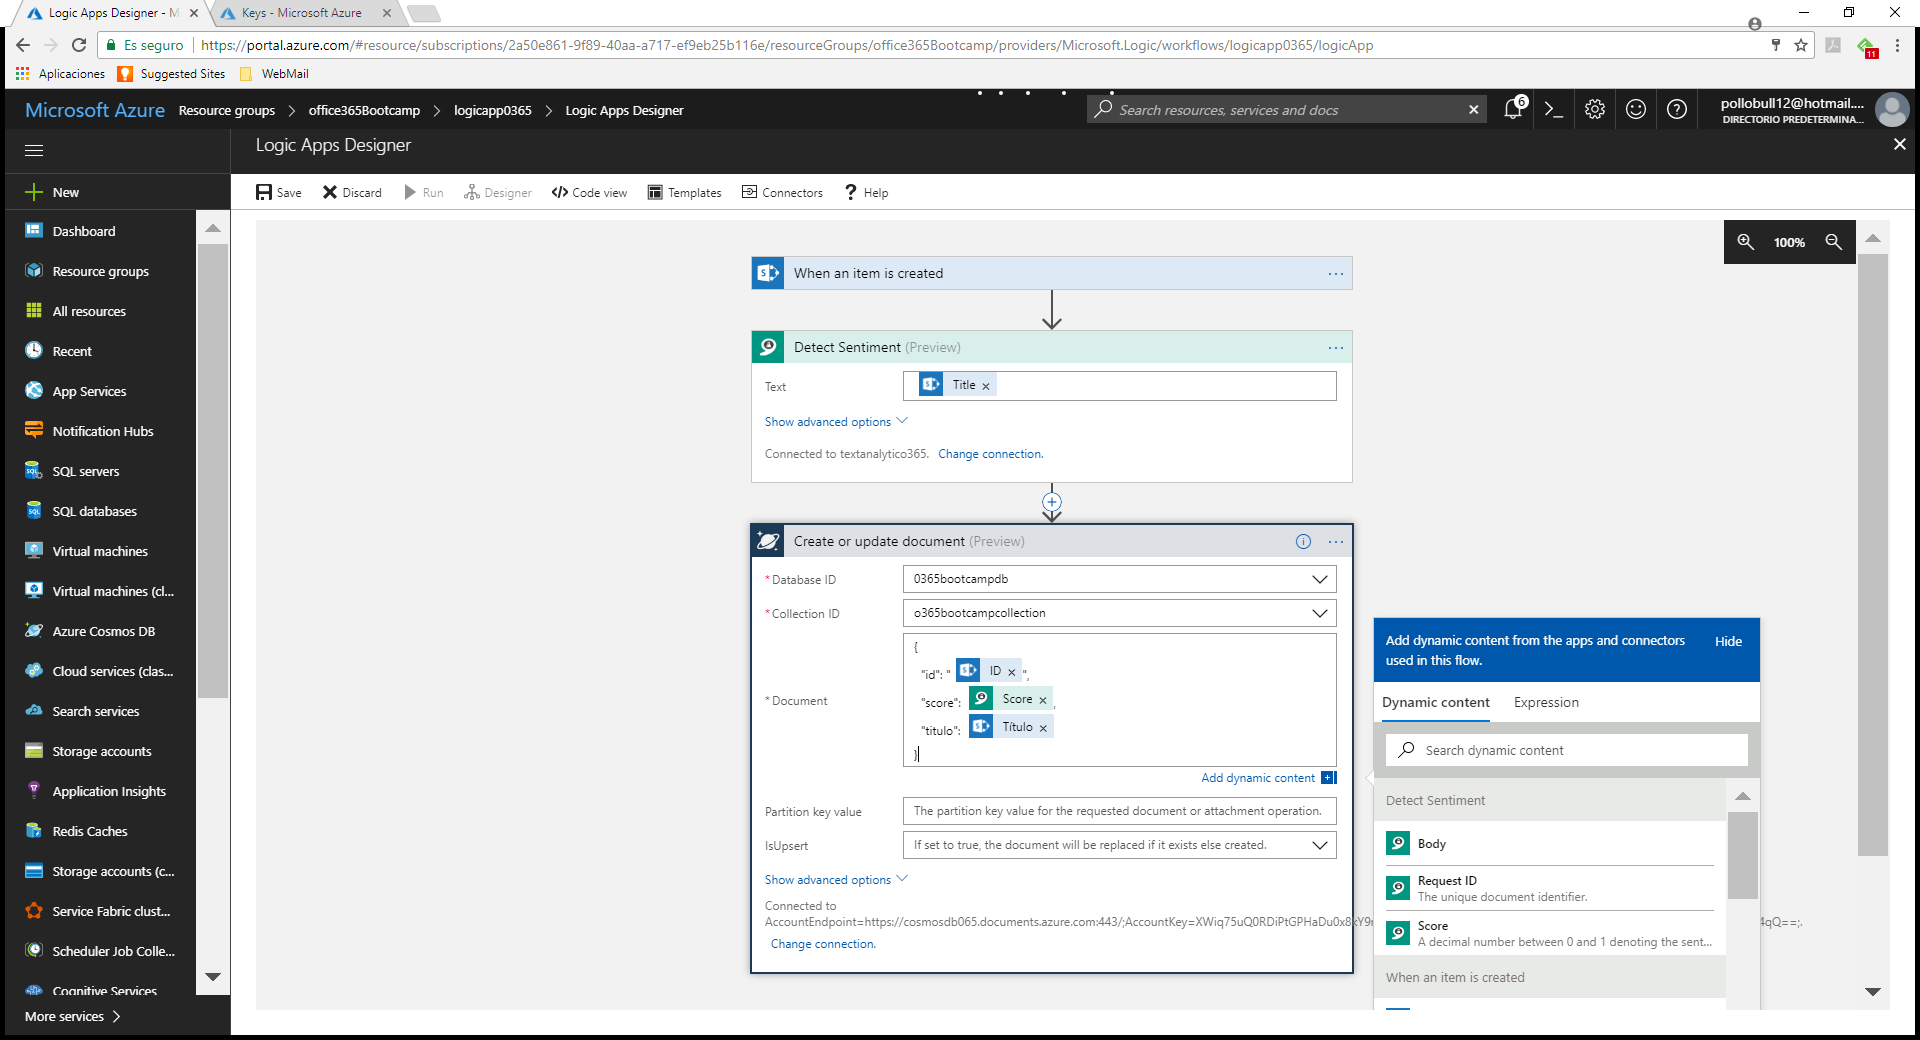 Logic Apps Designer - M
Keys - Microsoft Azure
Es seguro
https://portal.azure.com/#resource/subscriptions/2a50e861-9f89-40aa-a717-ef9eb25b116e/resourceGroups/office365Bootcamp/providers/Microsoft.Logic/workflows/logicapp0365/logicApp
11
Aplicaciones
Suggested Sites
WebMail
Microsoft Azure
Resource groups
office365Bootcamp
logicapp0365
Logic Apps Designer
Search resources, services and docs
6
pollobull12@hotmail....
DIRECTORIO PREDETERMINA...
Logic Apps Designer
New
Dashboard
Resource groups
All resources
Recent
App Services
Notification Hubs
SQL servers
SQL databases
Virtual machines
Virtual machines (cl...
Azure Cosmos DB
Cloud services (clas...
Search services
Storage accounts
Application Insights
Redis Caches
Storage accounts (c...
Service Fabric clust...
Scheduler Job Colle...
Cognitive Services
More services
Save
Discard
Run
Designer
Code view
Templates
Connectors
Help
100%
When an item is created
Detect Sentiment (Preview)
Text
Title
Show advanced options
Connected to textanalytico365. Change connection.
Create or update document (Preview)
* Database ID
0365bootcampdb
* Collection ID
o365bootcampcollection
* Document
{
"id": " ID ",
"score": Score ,
"titulo": Título
}
Add dynamic content
Partition key value
The partition key value for the requested document or attachment operation.
IsUpsert
If set to true, the document will be replaced if it exists else created.
Show advanced options
Connected to
AccountEndpoint=https://cosmosdb065.documents.azure.com:443/;AccountKey=
Change connection.
Add dynamic content from the apps and connectors
used in this flow.
Hide
Dynamic content
Expression
Search dynamic content
Detect Sentiment
Body
Request ID
The unique document identifier.
Score
A decimal number between 0 and 1 denoting the sent...
When an item is created